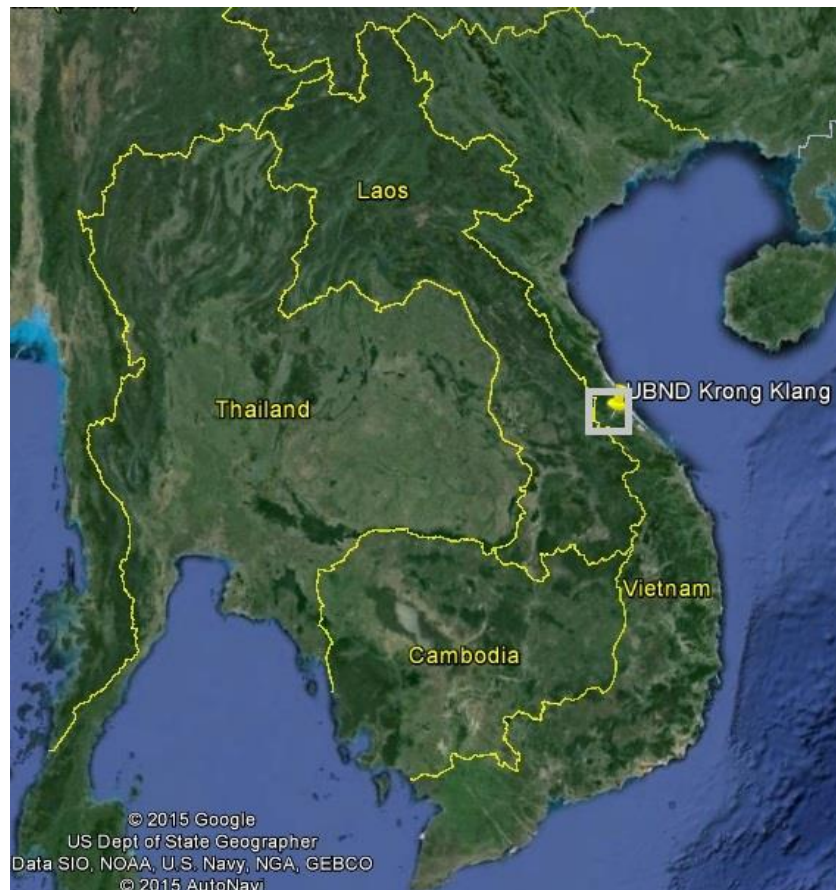 Laos
UBND Krong Klang
Thailand
Vietnam
Cambodia
© 2015 Google
US Dept of State Geographer
Data SIO, NOAA, U.S. Navy, NGA, GEBCO
© 2015 AutoNavi